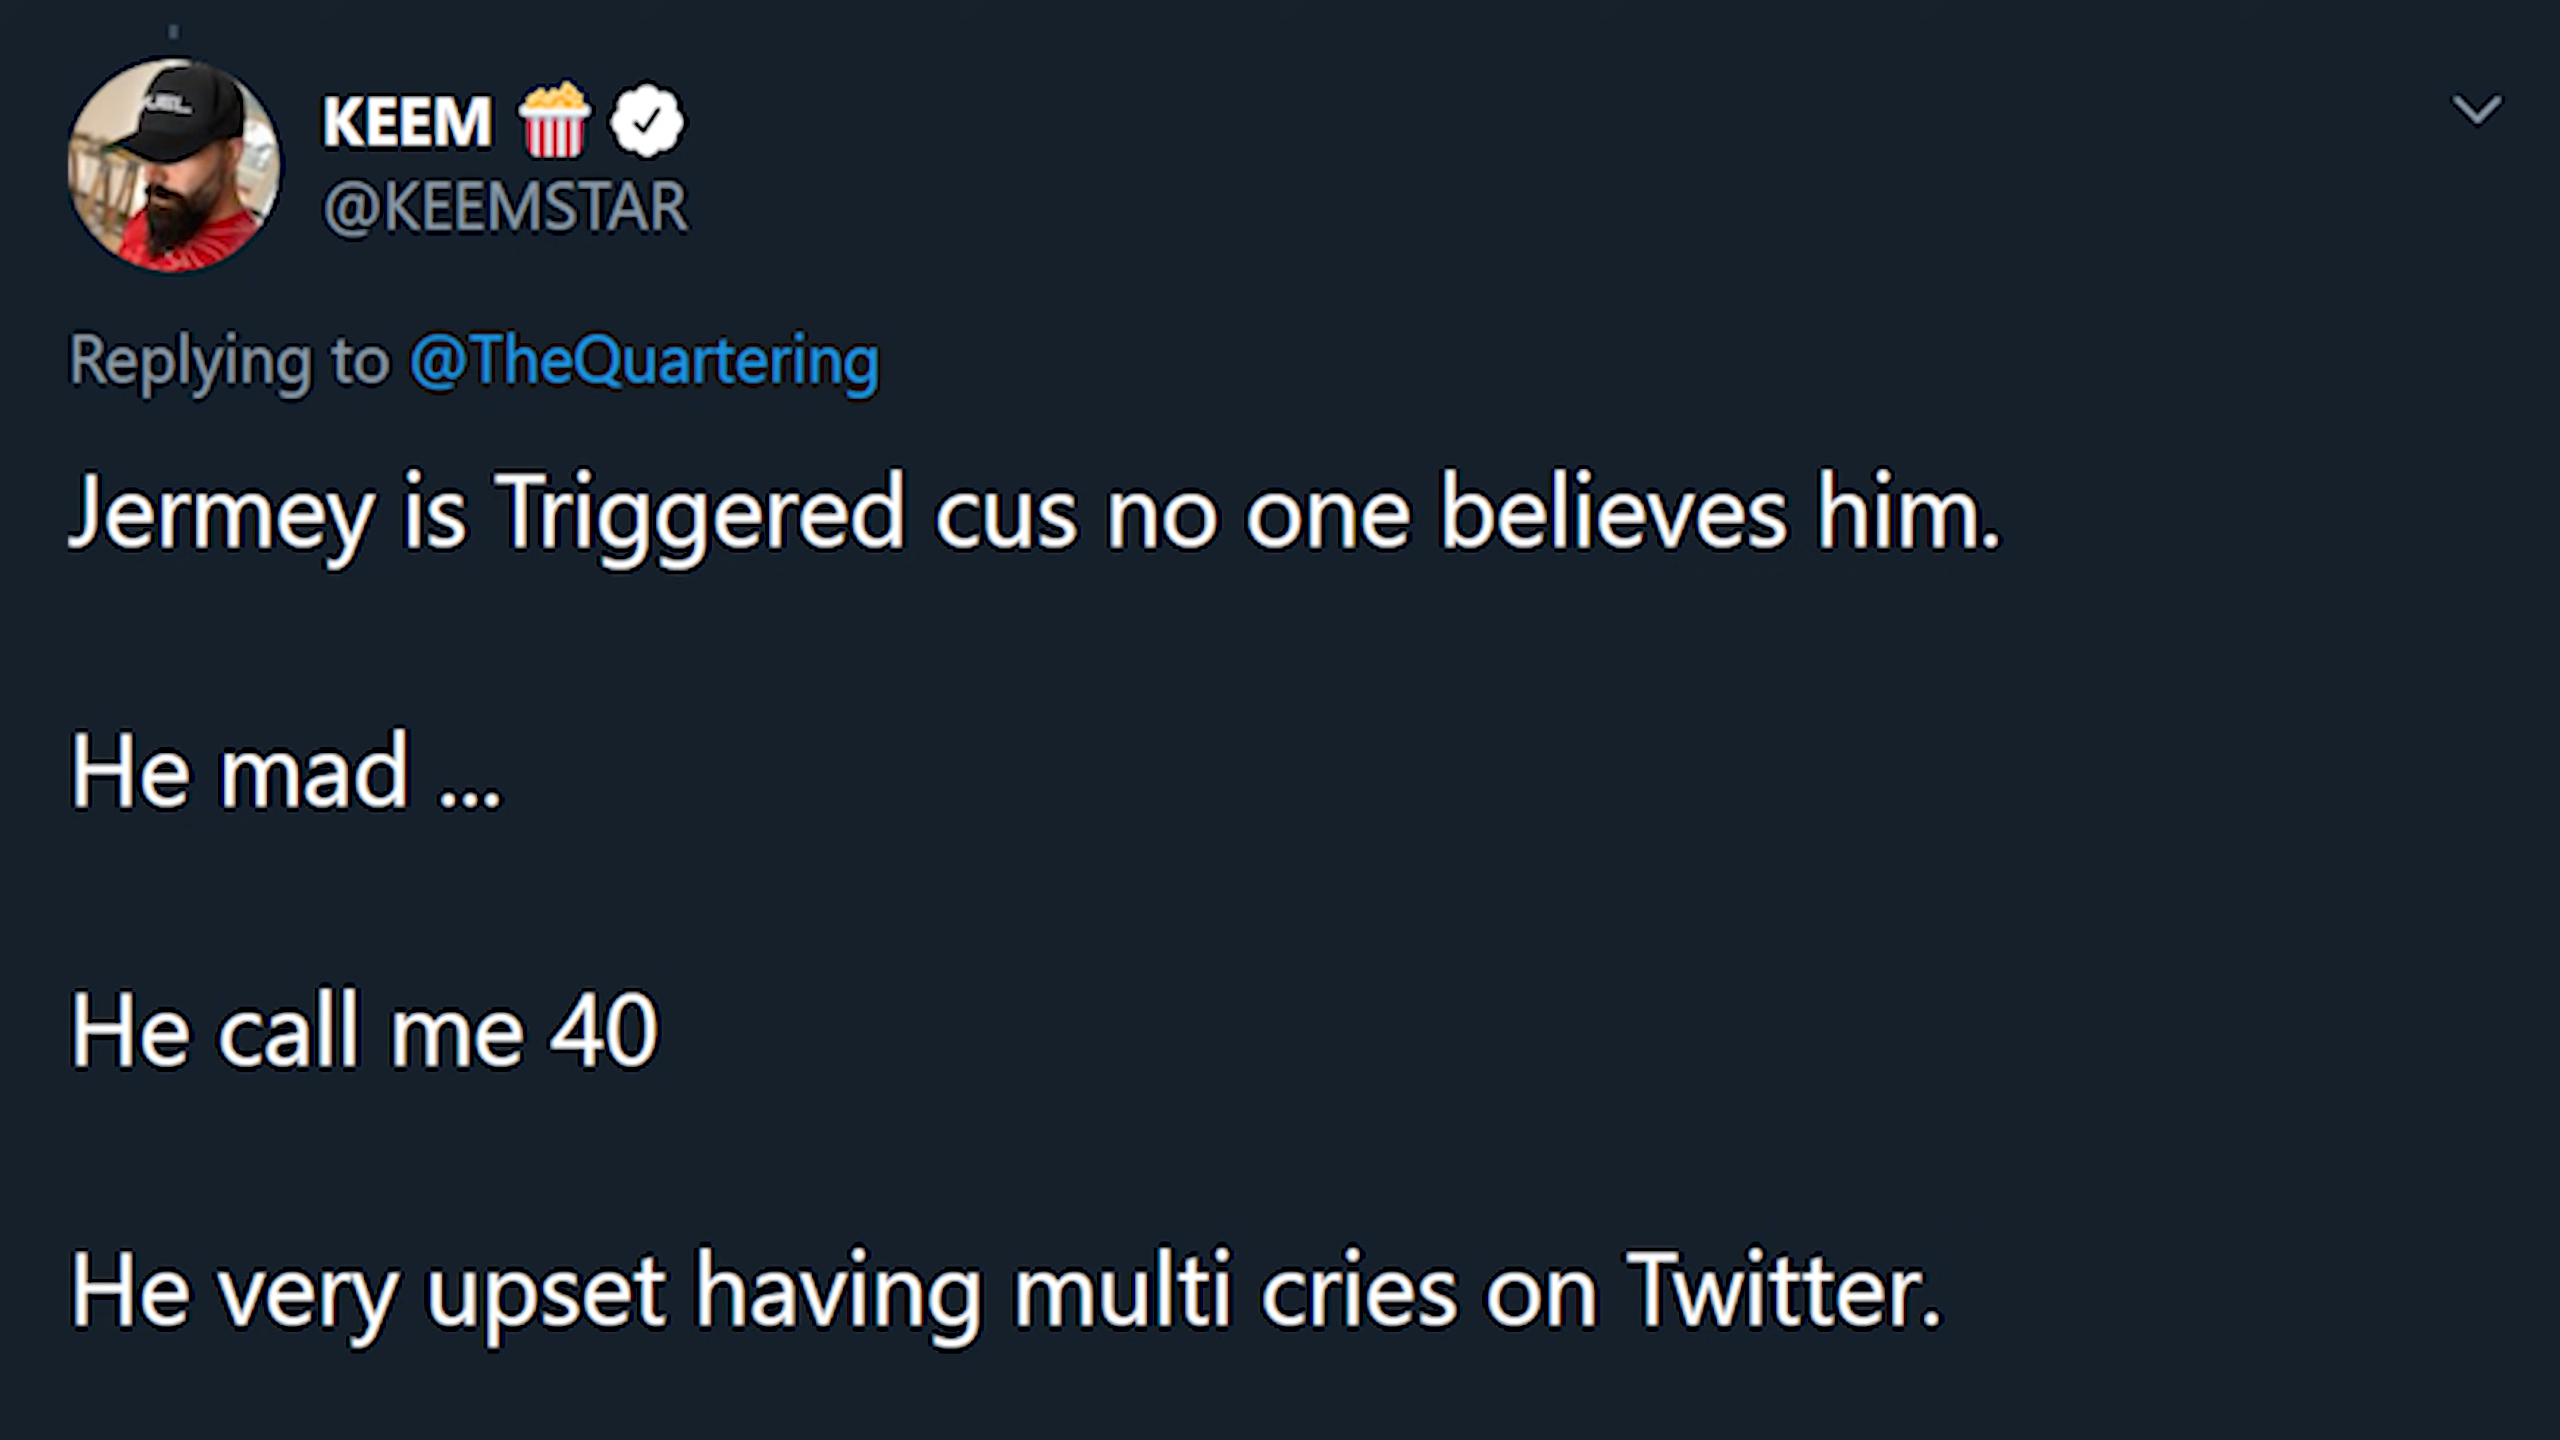 KEEM 🍿
@KEEMSTAR
Replying to @TheQuartering
Jermey is Triggered cus no one believes him.
He mad ...
He call me 40
He very upset having multi cries on Twitter.